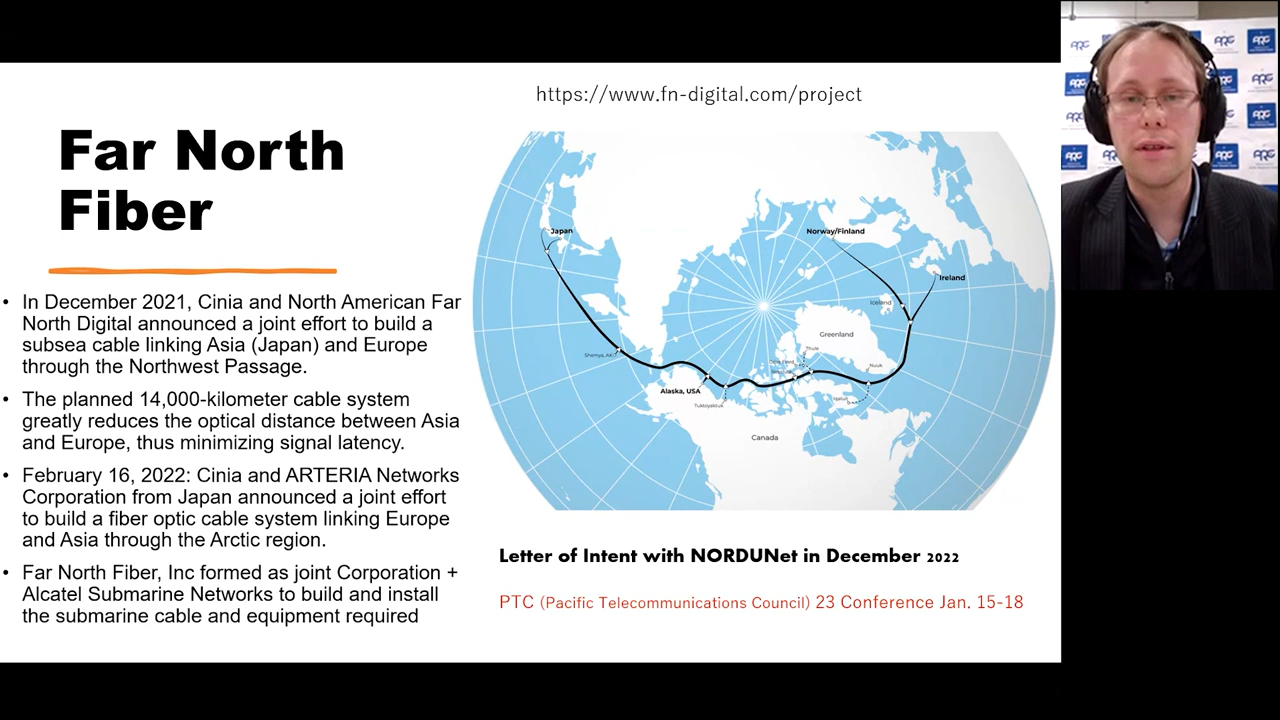 https://www.fn-digital.com/project
Far North
Fiber
• In December 2021, Cinia and North American Far
North Digital announced a joint effort to build a
subsea cable linking Asia (Japan) and Europe
through the Northwest Passage.
• The planned 14,000-kilometer cable system
greatly reduces the optical distance between Asia
and Europe, thus minimizing signal latency.
• February 16, 2022: Cinia and ARTERIA Networks
Corporation from Japan announced a joint effort
to build a fiber optic cable system linking Europe
and Asia through the Arctic region.
• Far North Fiber, Inc formed as joint Corporation +
Alcatel Submarine Networks to build and install
the submarine cable and equipment required
Japan
Norway/Finland
Ireland
Iceland
Greenland
Thule
Nuuk
Shemya, AK
Alaska, USA
Tuktoyaktuk
Iqaluit
Canada
Letter of Intent with NORDUNet in December 2022
PTC (Pacific Telecommunications Council) 23 Conference Jan. 15-18